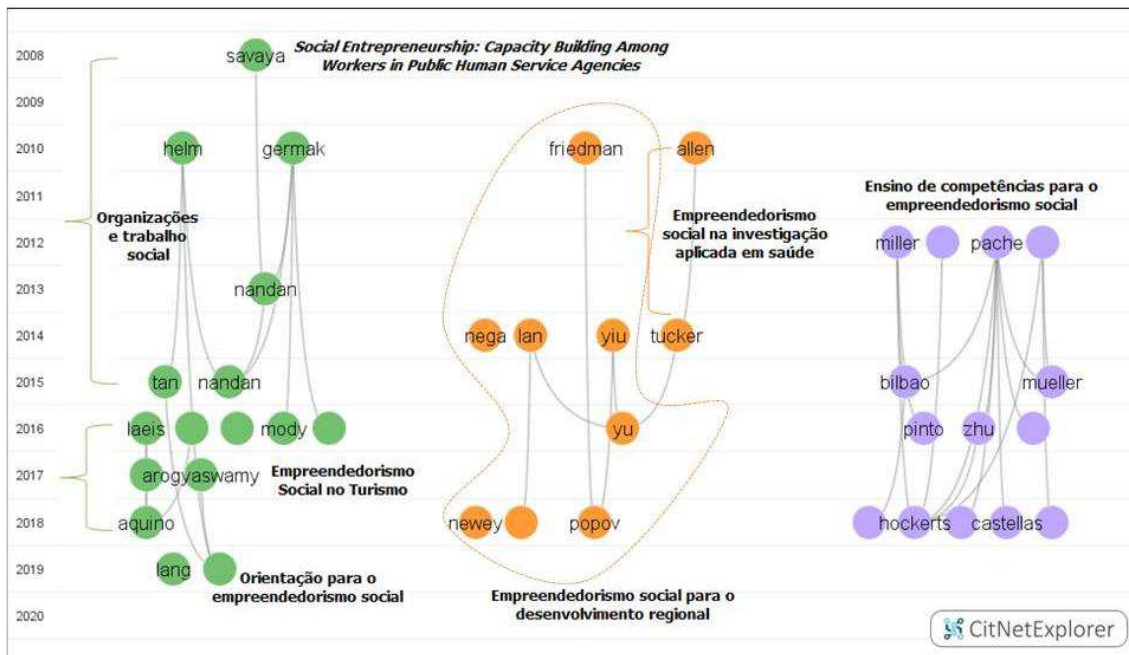 2008
savaya
Social Entrepreneurship: Capacity Building Among
Workers in Public Human Service Agencies
2009
2010
helm
germak
friedman
allen
2011
Organizações
e trabalho
social
Empreendedorismo
social na investigação
aplicada em saúde
Ensino de competências para o
empreendedorismo social
2012
miller
pache
2013
nandan
2014
nega
lan
yiu
tucker
2015
tan
nandan
bilbao
mueller
2016
laeis
mody
yu
pinto
zhu
2017
arogyaswamy
Empreendedorismo
Social no Turismo
2018
aquino
newey
popov
hockerts
castellas
2019
lang
Orientação para o
empreendedorismo social
Empreendedorismo social para o
desenvolvimento regional
2020
CitNetExplorer